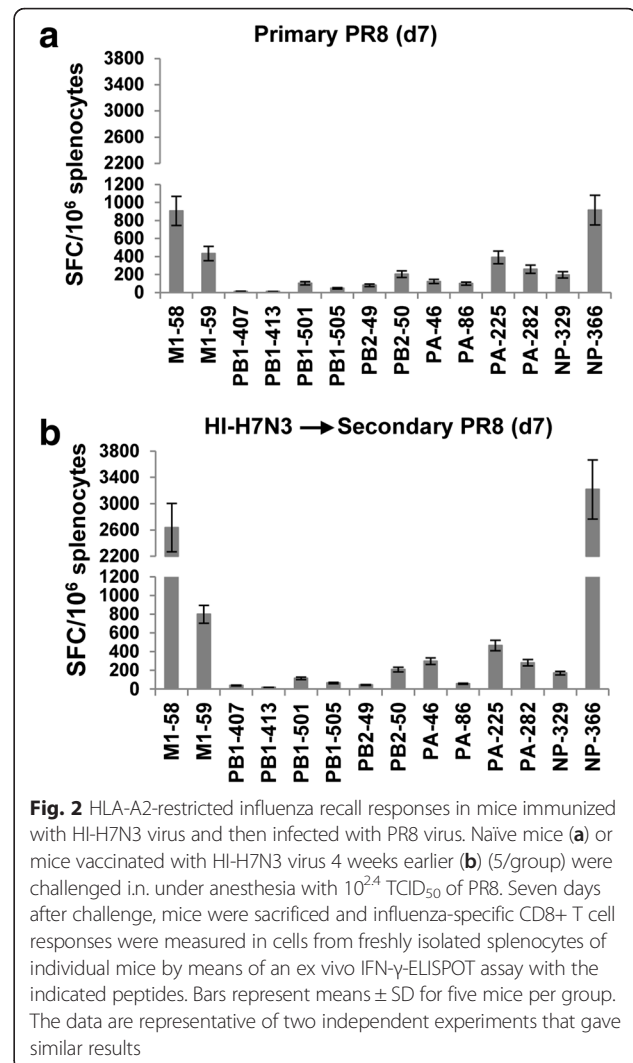 a
Primary PR8 (d7)
SFC/10⁶ splenocytes
3800
3400
3000
2600
2200
1200
1000
800
600
400
200
0
M1-58
M1-59
PB1-407
PB1-413
PB1-501
PB1-505
PB2-49
PB2-50
PA-46
PA-86
PA-225
PA-282
NP-329
NP-366
b
HI-H7N3 → Secondary PR8 (d7)
SFC/10⁶ splenocytes
3800
3400
3000
2600
2200
1200
1000
800
600
400
200
0
M1-58
M1-59
PB1-407
PB1-413
PB1-501
PB1-505
PB2-49
PB2-50
PA-46
PA-86
PA-225
PA-282
NP-329
NP-366
Fig. 2 HLA-A2-restricted influenza recall responses in mice immunized
with HI-H7N3 virus and then infected with PR8 virus. Naïve mice (a) or
mice vaccinated with HI-H7N3 virus 4 weeks earlier (b) (5/group) were
challenged i.n. under anesthesia with 10²·⁴ TCID₅₀ of PR8. Seven days
after challenge, mice were sacrificed and influenza-specific CD8+ T cell
responses were measured in cells from freshly isolated splenocytes of
individual mice by means of an ex vivo IFN-γ-ELISPOT assay with the
indicated peptides. Bars represent means ± SD for five mice per group.
The data are representative of two independent experiments that gave
similar results